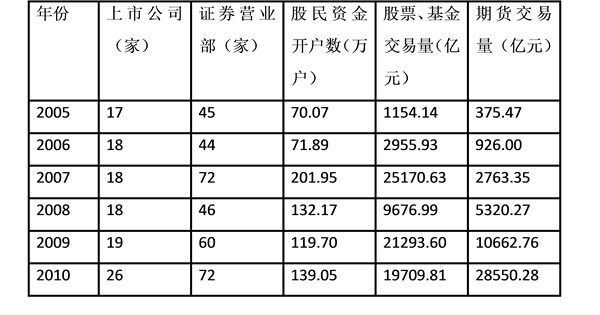 年份 上市公司（家） 证券营业部（家） 股民资金开户数（万户） 股票、基金交易量（亿元） 期货交易量（亿元）
2005 17 45 70.07 1154.14 375.47
2006 18 44 71.89 2955.93 926.00
2007 18 72 201.95 25170.63 2763.35
2008 18 46 132.17 9676.99 5320.27
2009 19 60 119.70 21293.60 10662.76
2010 26 72 139.05 19709.81 28550.28